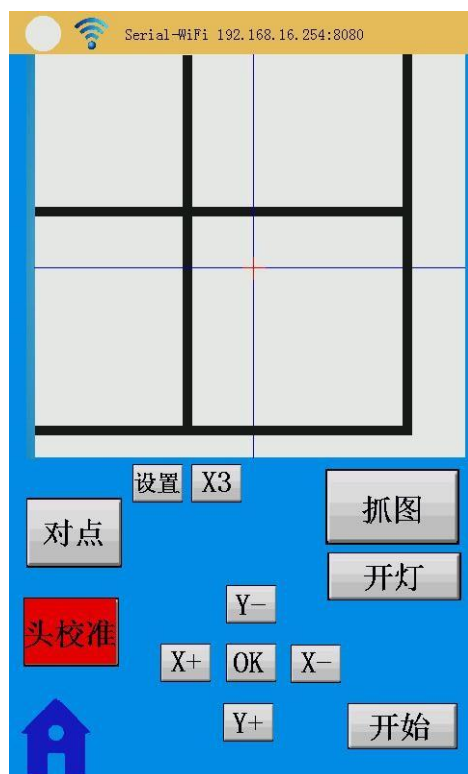 Serial-WiFi 192.168.16.254:8080
设置 X3
抓图
对点
开灯
Y-
头校准
X+ OK X-
Y+
开始